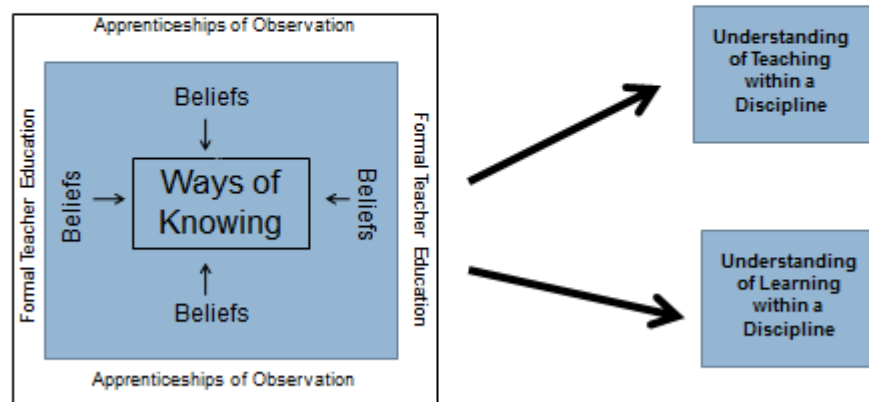 Apprenticeships of Observation
Formal Teacher Education
Beliefs
Beliefs
Ways of
Knowing
Beliefs
Beliefs
Formal Teacher Education
Apprenticeships of Observation
Understanding
of Teaching
within a
Discipline
Understanding
of Learning
within a
Discipline